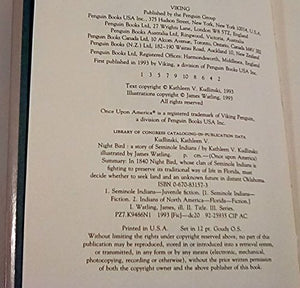 VIKING
Published by the Penguin Group
Penguin Books USA Inc., 375 Hudson Street, New York, New York 10014, U.S.A.
Penguin Books Ltd, 27 Wrights Lane, London W8 5TZ, England
Penguin Books Australia Ltd, Ringwood, Victoria, Australia
Penguin Books Canada Ltd, 10 Alcorn Avenue, Toronto, Ontario, Canada M4V 3B2
Penguin Books (N.Z.) Ltd, 182–190 Wairau Road, Auckland 10, New Zealand
Penguin Books Ltd, Registered Offices: Harmondsworth, Middlesex, England
First published in 1993 by Viking, a division of Penguin Books USA Inc.
1 3 5 7 9 10 8 6 4 2
Text copyright © Kathleen V. Kudlinski, 1993
Illustrations copyright © James Watling, 1993
All rights reserved
Once Upon America® is a registered trademark of Viking Penguin,
a division of Penguin Books USA Inc.
LIBRARY OF CONGRESS CATALOGING-IN-PUBLICATION DATA
Kudlinski, Kathleen V.
Night Bird : a story of Seminole Indians / by Kathleen V. Kudlinski
illustrated by James Watling. p. cm.—(Once upon America)
Summary: In 1840 Night Bird, whose clan of Seminole Indians is
fighting to preserve its traditional way of life in Florida, must
decide whether to seek land and an unknown future in distant Oklahoma.
ISBN 0-670-83157-3
1. Seminole Indians—Juvenile fiction. [1. Seminole Indians—
Fiction. 2. Indians of North America—Florida—Fiction.]
I. Watling, James, ill. II. Title. III. Series.
PZ7.K9486Ni 1993 [Fic]—dc20 92-25935 CIP AC
Printed in U.S.A. Set in 12 pt. Goudy O.S.
Without limiting the rights under copyright reserved above, no part of this
publication may be reproduced, stored in or introduced into a retrieval system,
or transmitted, in any form or by any means (electronic, mechanical,
photocopying, recording or otherwise), without the prior written permission
of both the copyright owner and the above publisher of this book.